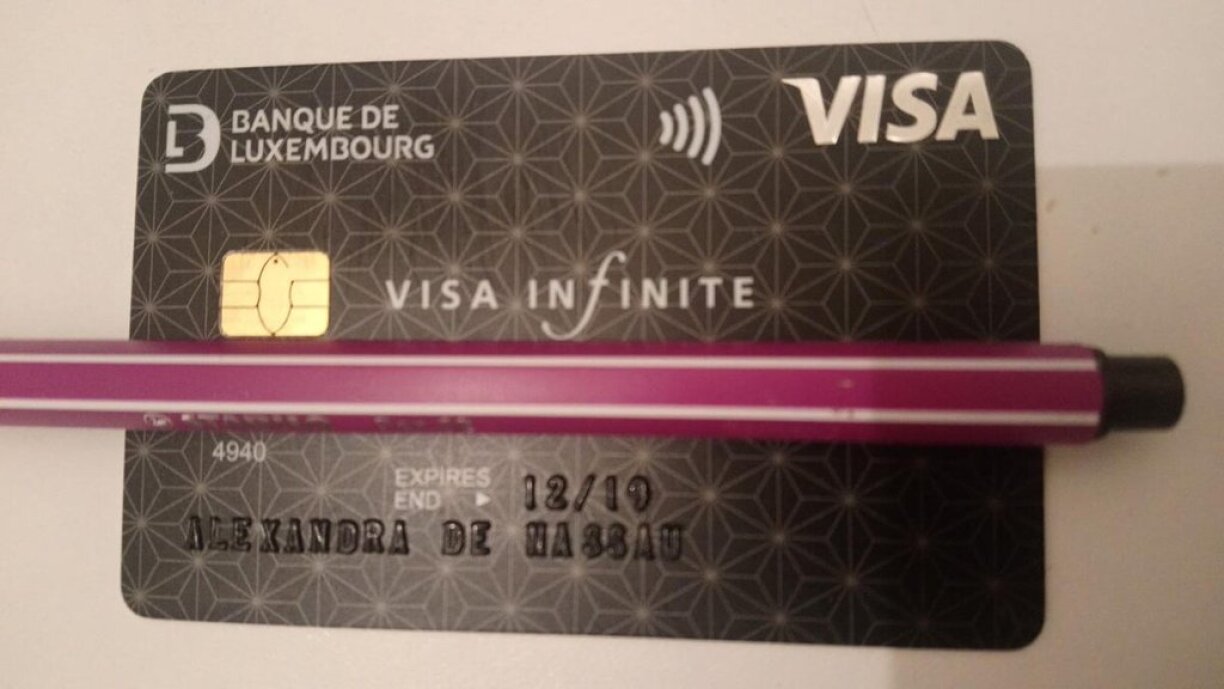 BANQUE DE
LUXEMBOURG
VISA
VISA INFINITE
4940
EXPIRES
END
12/19
ALEXANDRA DE NASSAU